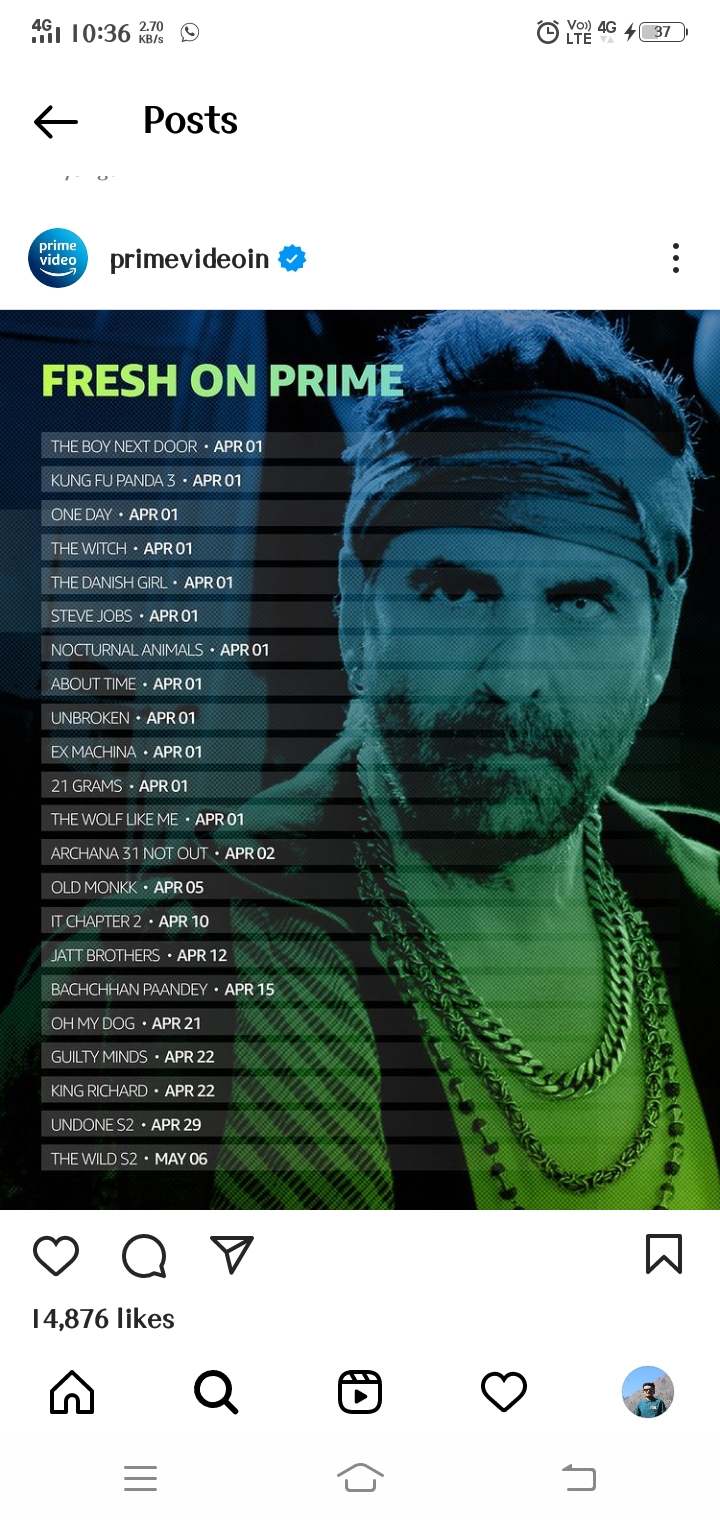 4G 10:36 2.70 KB/s Vo)) LTE 4G 37
Posts
prime video
primevideoin
FRESH ON PRIME
THE BOY NEXT DOOR • APR 01
KUNG FU PANDA 3 • APR 01
ONE DAY • APR 01
THE WITCH • APR 01
THE DANISH GIRL • APR 01
STEVE JOBS • APR 01
NOCTURNAL ANIMALS • APR 01
ABOUT TIME • APR 01
UNBROKEN • APR 01
EX MACHINA • APR 01
21 GRAMS • APR 01
THE WOLF LIKE ME • APR 01
ARCHANA 31 NOT OUT • APR 02
OLD MONKK • APR 05
IT CHAPTER 2 • APR 10
JATT BROTHERS • APR 12
BACHCHHAN PAANDEY • APR 15
OH MY DOG • APR 21
GUILTY MINDS • APR 22
KING RICHARD • APR 22
UNDONE S2 • APR 29
THE WILD S2 • MAY 06
14,876 likes